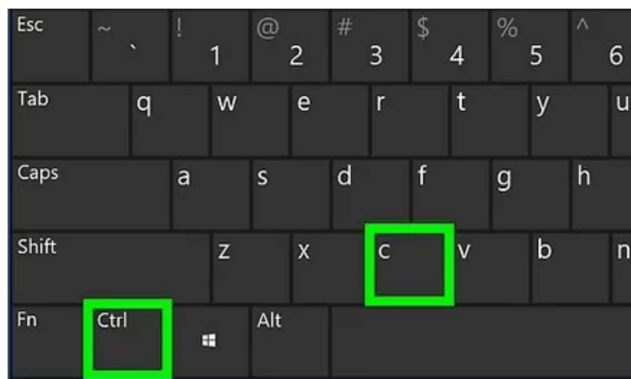 Esc ~ ` ! 1 @ 2 # 3 $ 4 % 5 ^ 6
Tab q w e r t y u
Caps a s d f g h
Shift z x c v b n
Fn Ctrl Alt